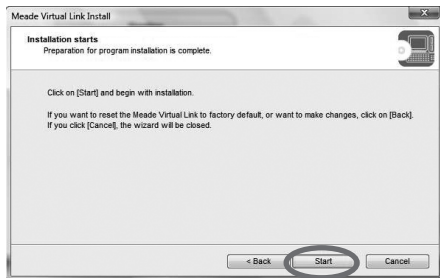 Meade Virtual Link Install
Installation starts
Preparation for program installation is complete.
Click on [Start] and begin with installation.
If you want to reset the Meade Virtual Link to factory default, or want to make changes, click on [Back].
If you click [Cancel], the wizard will be closed.
< Back Start Cancel